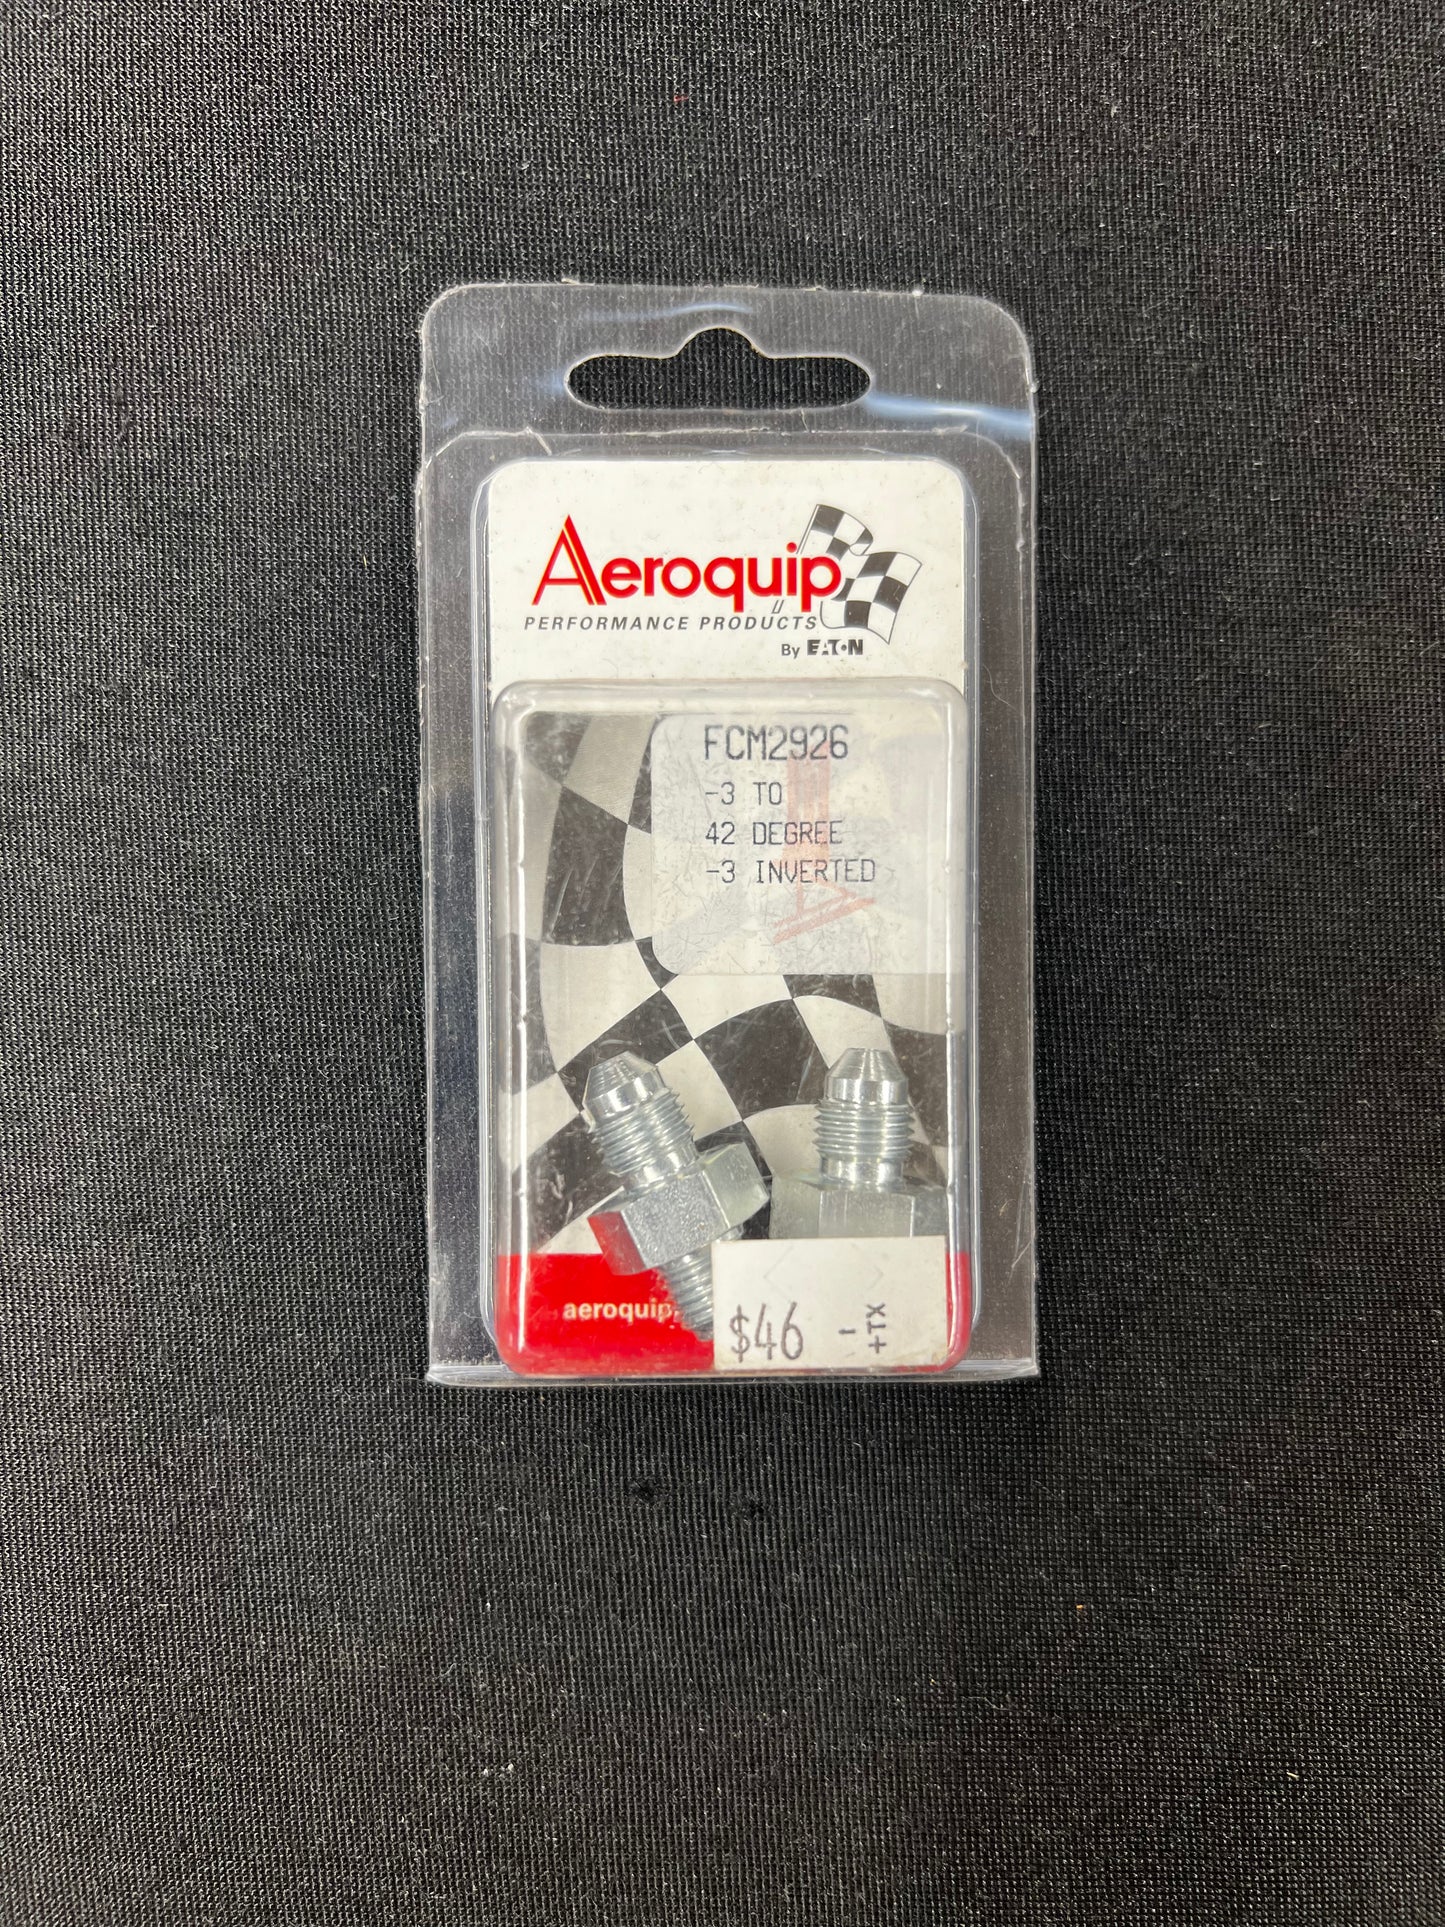 Aeroquip
PERFORMANCE PRODUCTS
By EATON
FCM2926
-3 TO
42 DEGREE
-3 INVERTED
aeroquip
$46 -
+TX